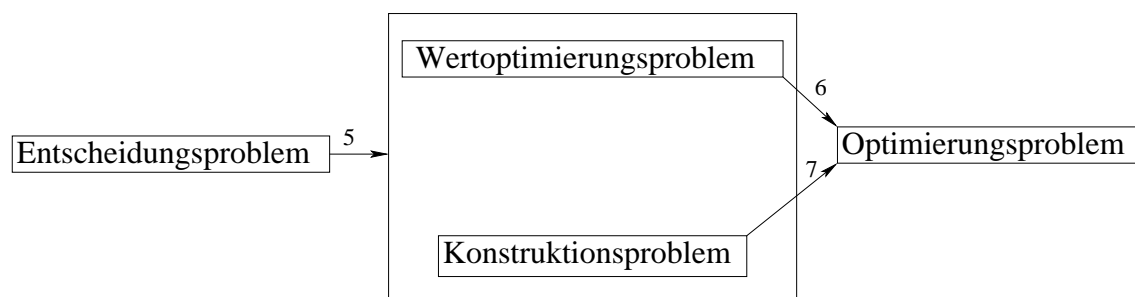 Wertoptimierungsproblem
6
5
Entscheidungsproblem
Optimierungsproblem
7
Konstruktionsproblem